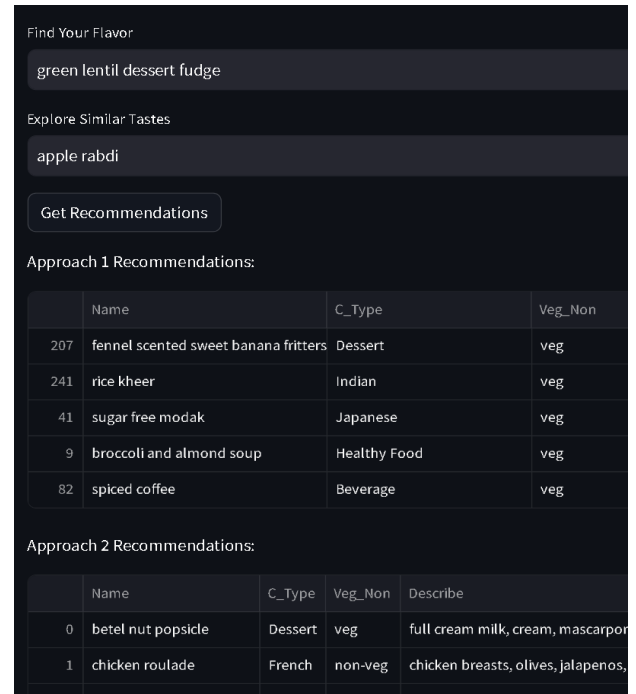 Find Your Flavor
green lentil dessert fudge
Explore Similar Tastes
apple rabdi
Get Recommendations
Approach 1 Recommendations:
Name C_Type Veg_Non
207 fennel scented sweet banana fritters Dessert veg
241 rice kheer Indian veg
41 sugar free modak Japanese veg
9 broccoli and almond soup Healthy Food veg
82 spiced coffee Beverage veg
Approach 2 Recommendations:
Name C_Type Veg_Non Describe
0 betel nut popsicle Dessert veg full cream milk, cream, mascarpor
1 chicken roulade French non-veg chicken breasts, olives, jalapenos,